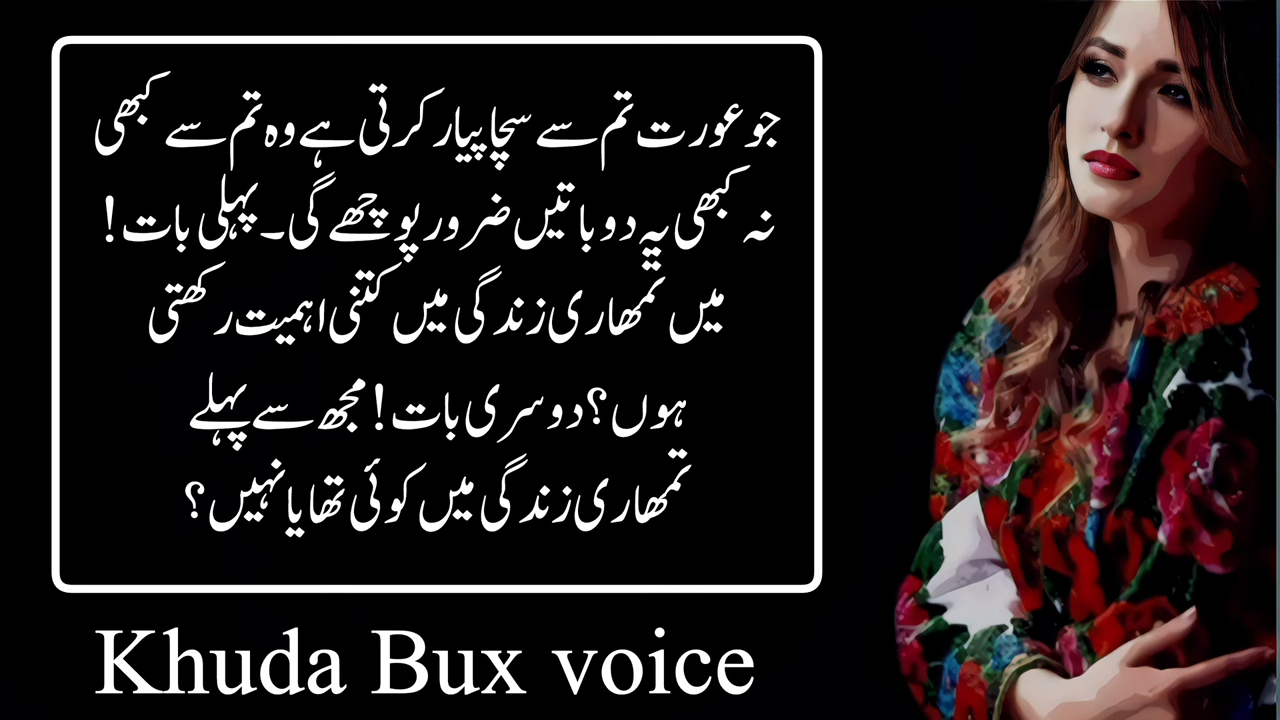 جو عورت تم سے سچا پیار کرتی ہے وہ تم سے کبھی
نہ کبھی یہ دو باتیں ضرور پوچھے گی۔ پہلی بات!
میں تمھاری زندگی میں کتنی اہمیت رکھتی
ہوں؟ دوسری بات! مجھ سے پہلے
تمھاری زندگی میں کوئی تھا یا نہیں؟
Khuda Bux voice